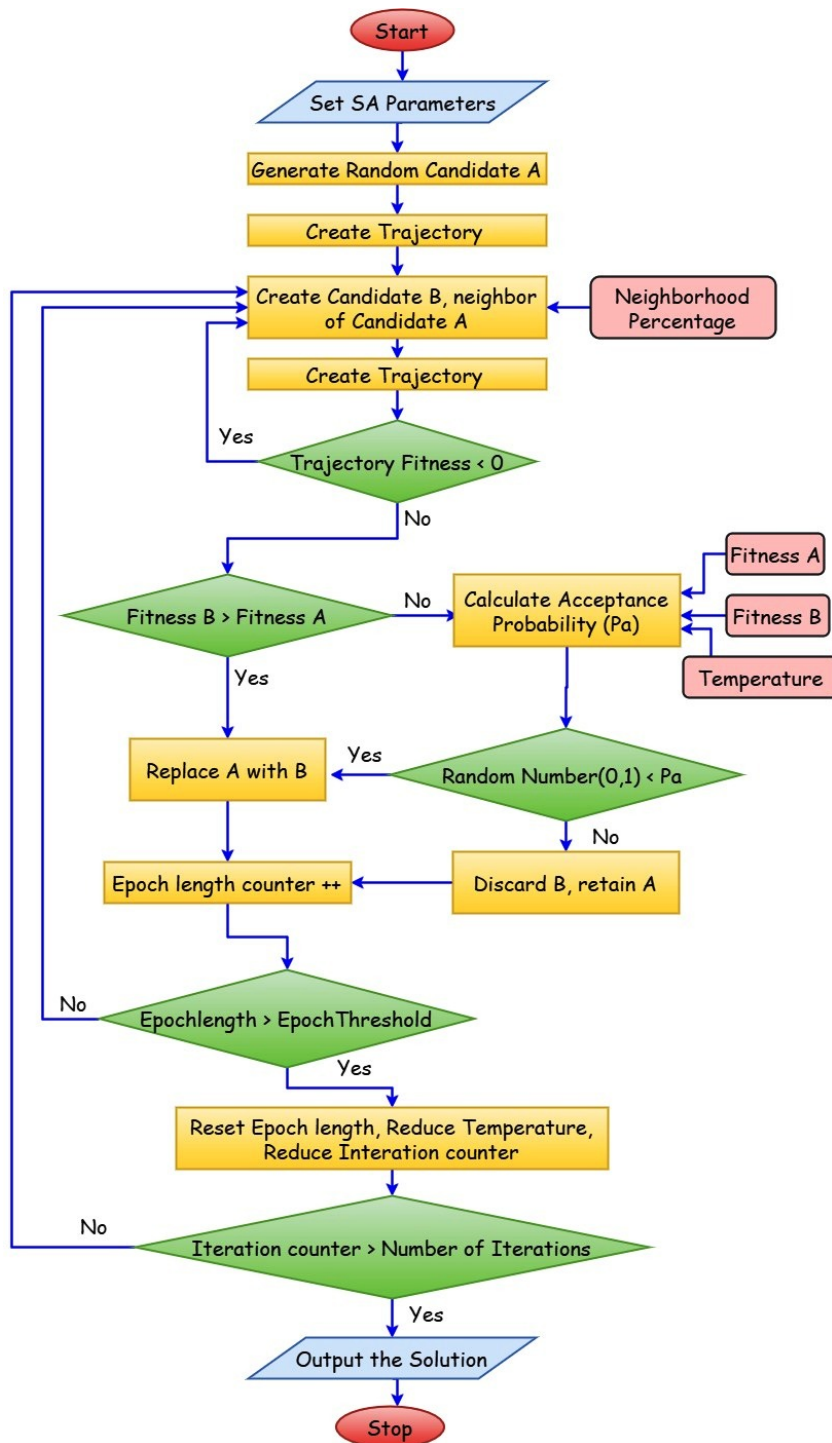 Start
Set SA Parameters
Generate Random Candidate A
Create Trajectory
Create Candidate B, neighbor
of Candidate A
Neighborhood
Percentage
Create Trajectory
Yes
Trajectory Fitness < 0
No
Fitness A
Fitness B > Fitness A
No
Calculate Acceptance
Probability (Pa)
Fitness B
Temperature
Yes
Replace A with B
Yes
Random Number(0,1) < Pa
No
Epoch length counter ++
Discard B, retain A
No
Epochlength > EpochThreshold
Yes
Reset Epoch length, Reduce Temperature,
Reduce Interation counter
No
Iteration counter > Number of Iterations
Yes
Output the Solution
Stop